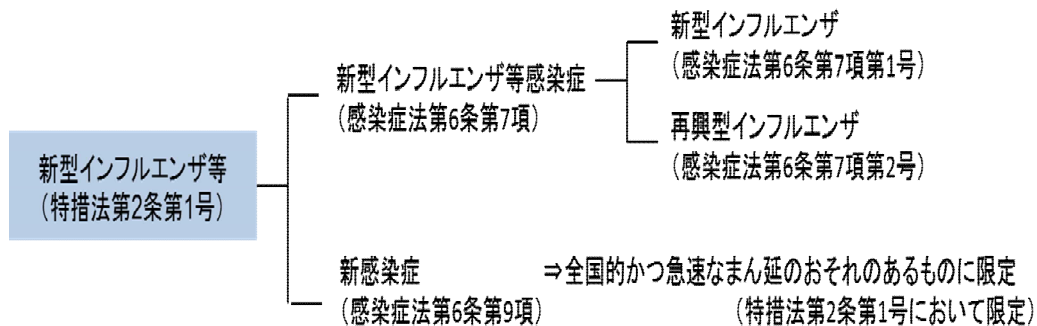 新型インフルエンザ等
（特措法第2条第1号）
新型インフルエンザ等感染症
（感染症法第6条第7項）
新型インフルエンザ
（感染症法第6条第7項第1号）
再興型インフルエンザ
（感染症法第6条第7項第2号）
新感染症 ⇒全国的かつ急速なまん延のおそれのあるものに限定
（感染症法第6条第9項） （特措法第2条第1号において限定）